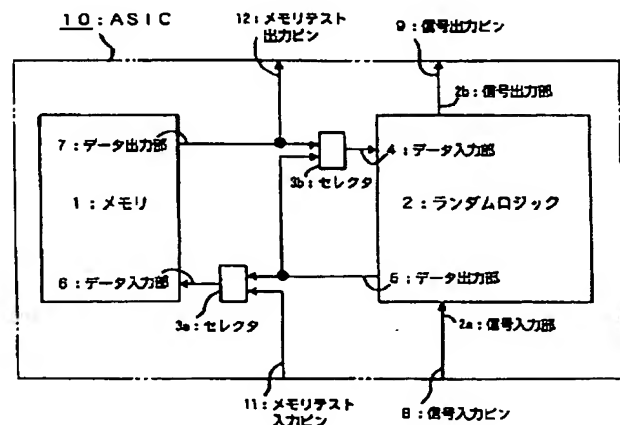 10:ASIC
12:メモリテスト
出力ピン
9:信号出力ピン
2b:信号出力部
7:データ出力部
4:データ入力部
3b:セレクタ
1:メモリ
2:ランダムロジック
6:データ入力部
5:データ出力部
3a:セレクタ
2a:信号入力部
11:メモリテスト
入力ピン
8:信号入力ピン